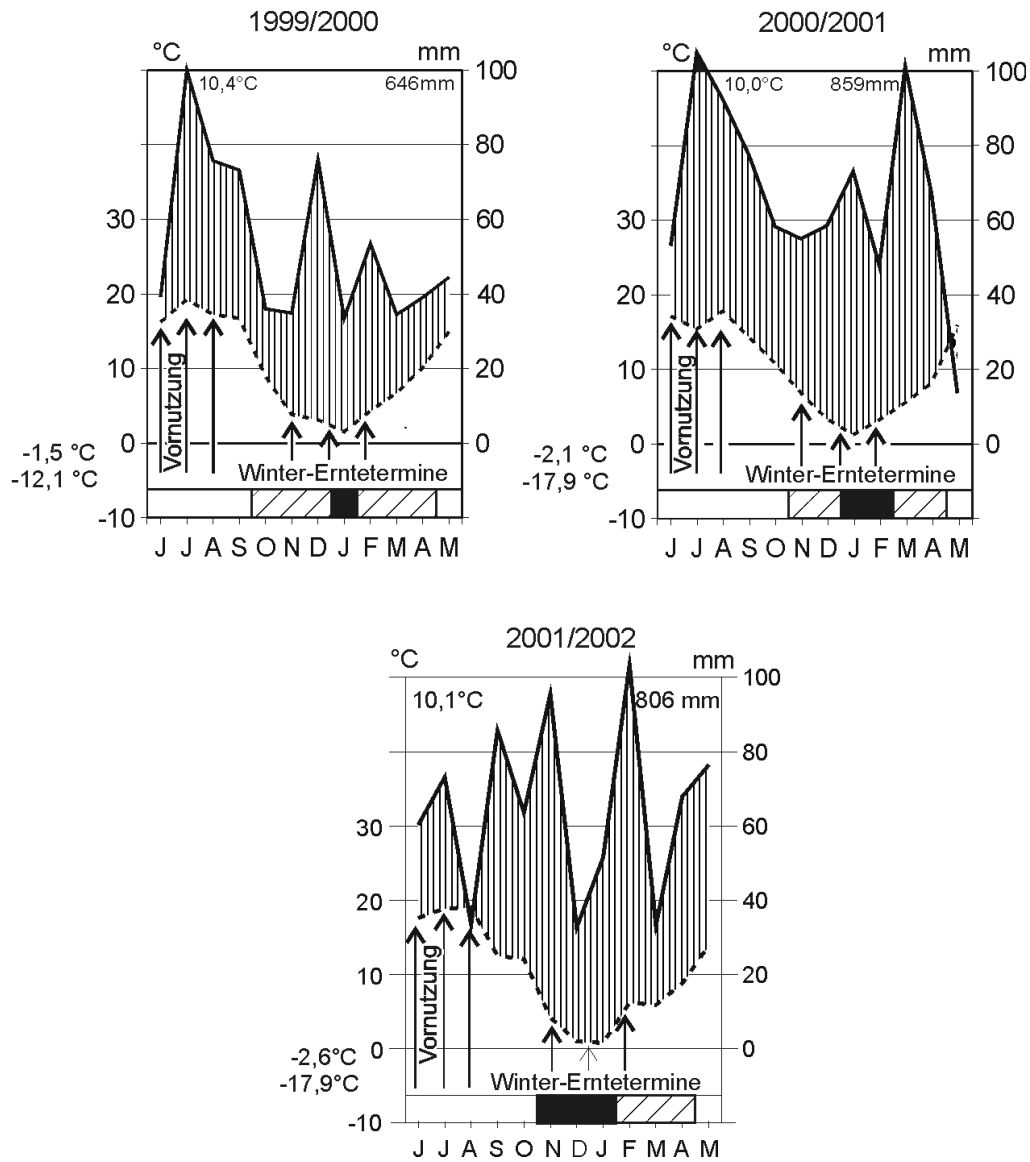 1999/2000
°C mm
10,4°C 646mm
100
80
30 60
20 40
10 20
0 0
-10
Vornutzung
-1,5 °C
-12,1 °C
Winter-Erntetermine
J J A S O N D J F M A M
2000/2001
°C mm
10,0°C 859mm
100
80
30 60
20 40
10 20
0 0
-10
Vornutzung
-2,1 °C
-17,9 °C
Winter-Erntetermine
J J A S O N D J F M A M
2001/2002
°C mm
10,1°C 806 mm
100
80
30 60
20 40
10 20
0 0
-10
Vornutzung
-2,6°C
-17,9°C
Winter-Erntetermine
J J A S O N D J F M A M